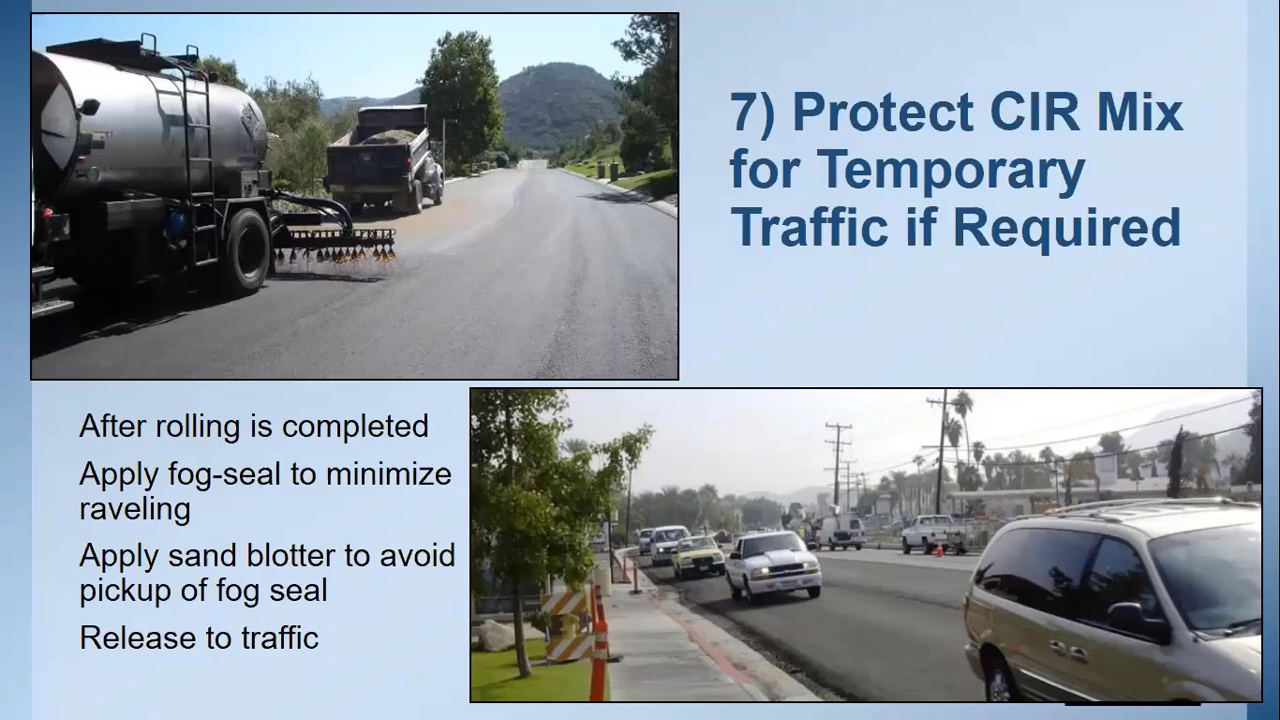 7) Protect CIR Mix
for Temporary
Traffic if Required
After rolling is completed
Apply fog-seal to minimize
raveling
Apply sand blotter to avoid
pickup of fog seal
Release to traffic